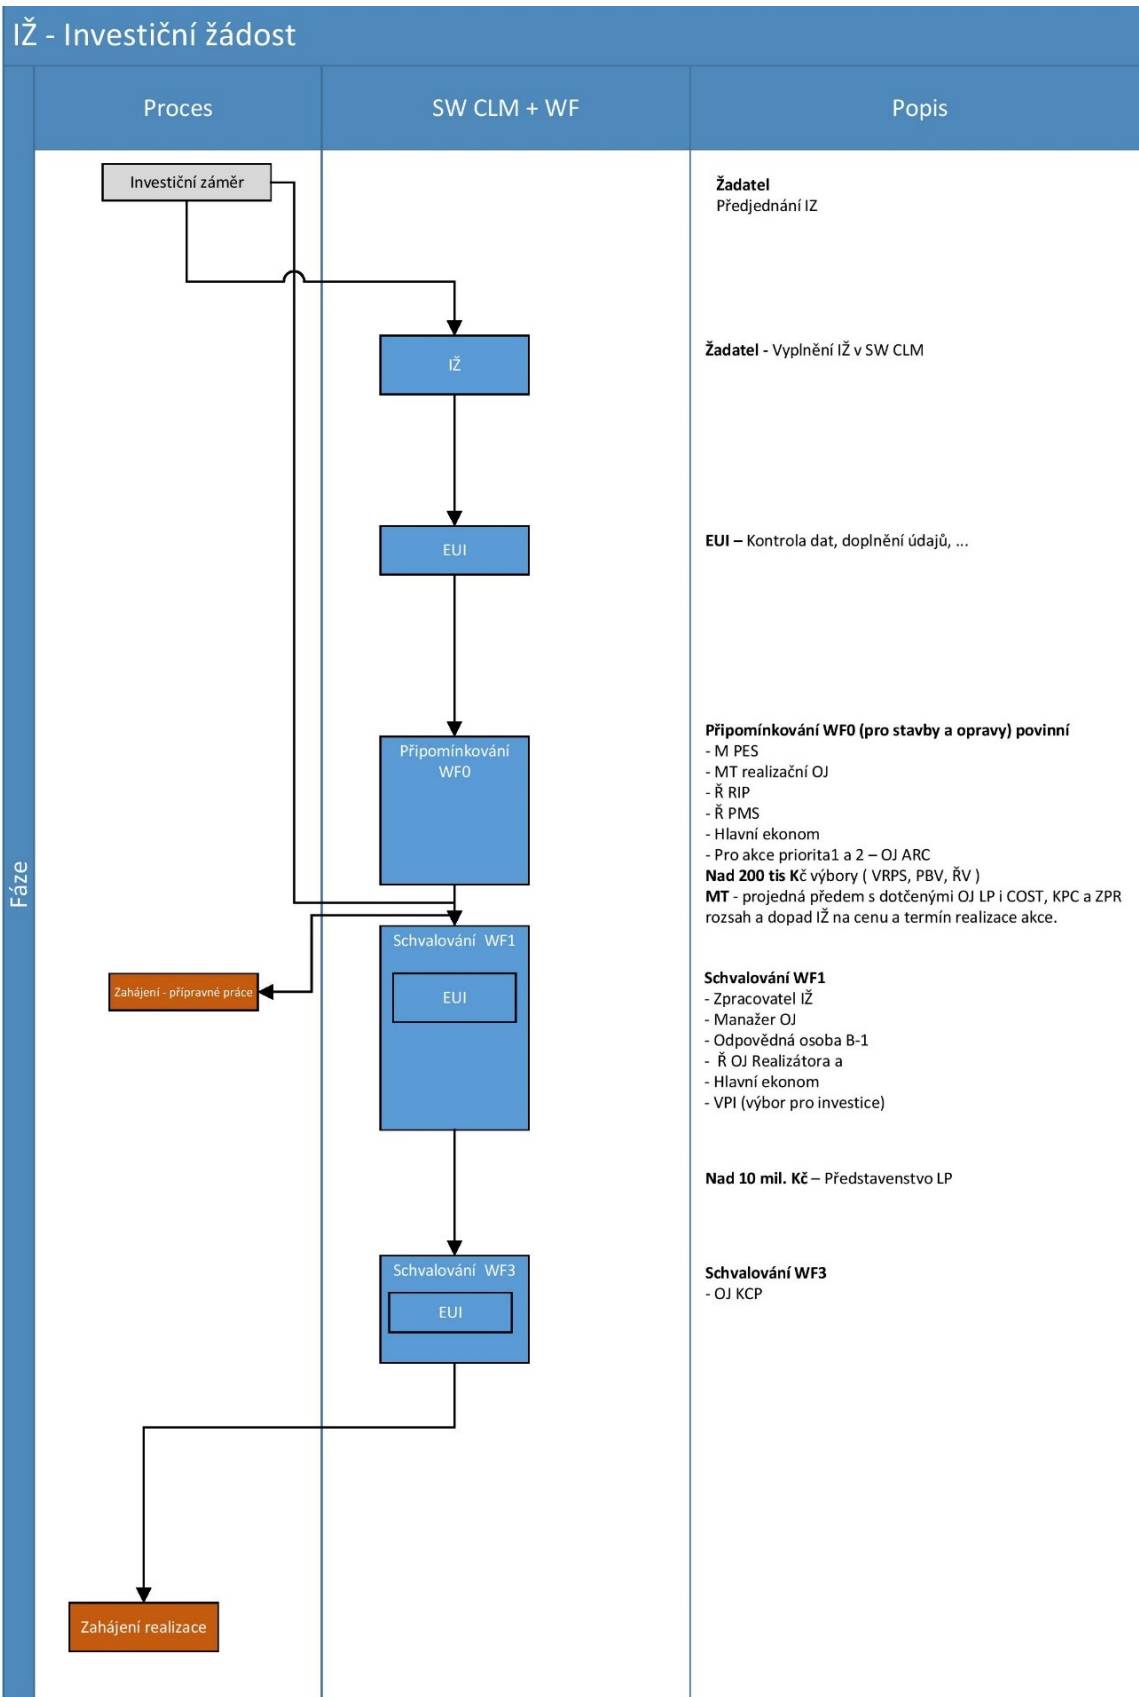 IŽ - Investiční žádost
Proces
SW CLM + WF
Popis
Fáze
Investiční záměr
Žadatel
Předjednání IZ
IŽ
Žadatel - Vyplnění IŽ v SW CLM
EUI
EUI – Kontrola dat, doplnění údajů, ...
Připomínkování
WF0
Připomínkování WF0 (pro stavby a opravy) povinní
- M PES
- MT realizační OJ
- Ř RIP
- Ř PMS
- Hlavní ekonom
- Pro akce priorita1 a 2 – OJ ARC
Nad 200 tis Kč výbory ( VRPS, PBV, ŘV )
MT - projedná předem s dotčenými OJ LP i COST, KPC a ZPR
rozsah a dopad IŽ na cenu a termín realizace akce.
Schvalování WF1
EUI
Zahájení - přípravné práce
Schvalování WF1
- Zpracovatel IŽ
- Manažer OJ
- Odpovědná osoba B-1
- Ř OJ Realizátora a
- Hlavní ekonom
- VPI (výbor pro investice)
Nad 10 mil. Kč – Představenstvo LP
Schvalování WF3
EUI
Schvalování WF3
- OJ KCP
Zahájení realizace